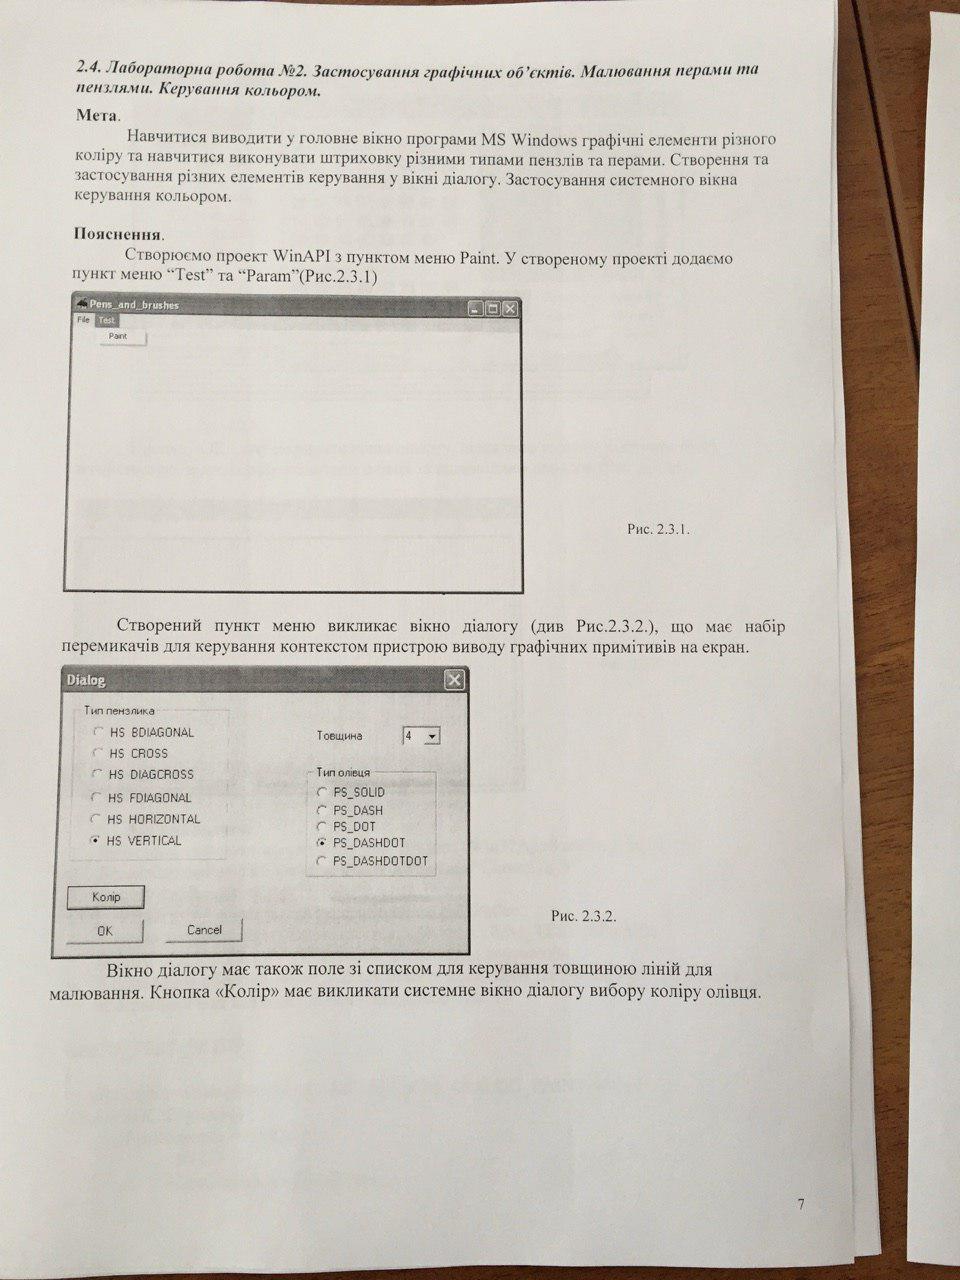 2.4. Лабораторна робота №2. Застосування графічних об’єктів. Малювання перами та
пензлями. Керування кольором.
Мета.
Навчитися виводити у головне вікно програми MS Windows графічні елементи різного
коліру та навчитися виконувати штриховку різними типами пензлів та перами. Створення та
застосування різних елементів керування у вікні діалогу. Застосування системного вікна
керування кольором.
Пояснення.
Створюємо проект WinAPI з пунктом меню Paint. У створеному проекті додаємо
пункт меню “Test” та “Param”(Рис.2.3.1)
Pens_and_brushes
File Test
Paint
Рис. 2.3.1.
Створений пункт меню викликає вікно діалогу (див Рис.2.3.2.), що має набір
перемикачів для керування контекстом пристрою виводу графічних примітивів на екран.
Dialog
Тип пензлика
HS BDIAGONAL
HS CROSS
HS DIAGCROSS
HS FDIAGONAL
HS HORIZONTAL
HS VERTICAL
Товщина 4
Тип олівця
PS_SOLID
PS_DASH
PS_DOT
PS_DASHDOT
PS_DASHDOTDOT
Колір
OK Cancel
Рис. 2.3.2.
Вікно діалогу має також поле зі списком для керування товщиною ліній для
малювання. Кнопка «Колір» має викликати системне вікно діалогу вибору коліру олівця.
7